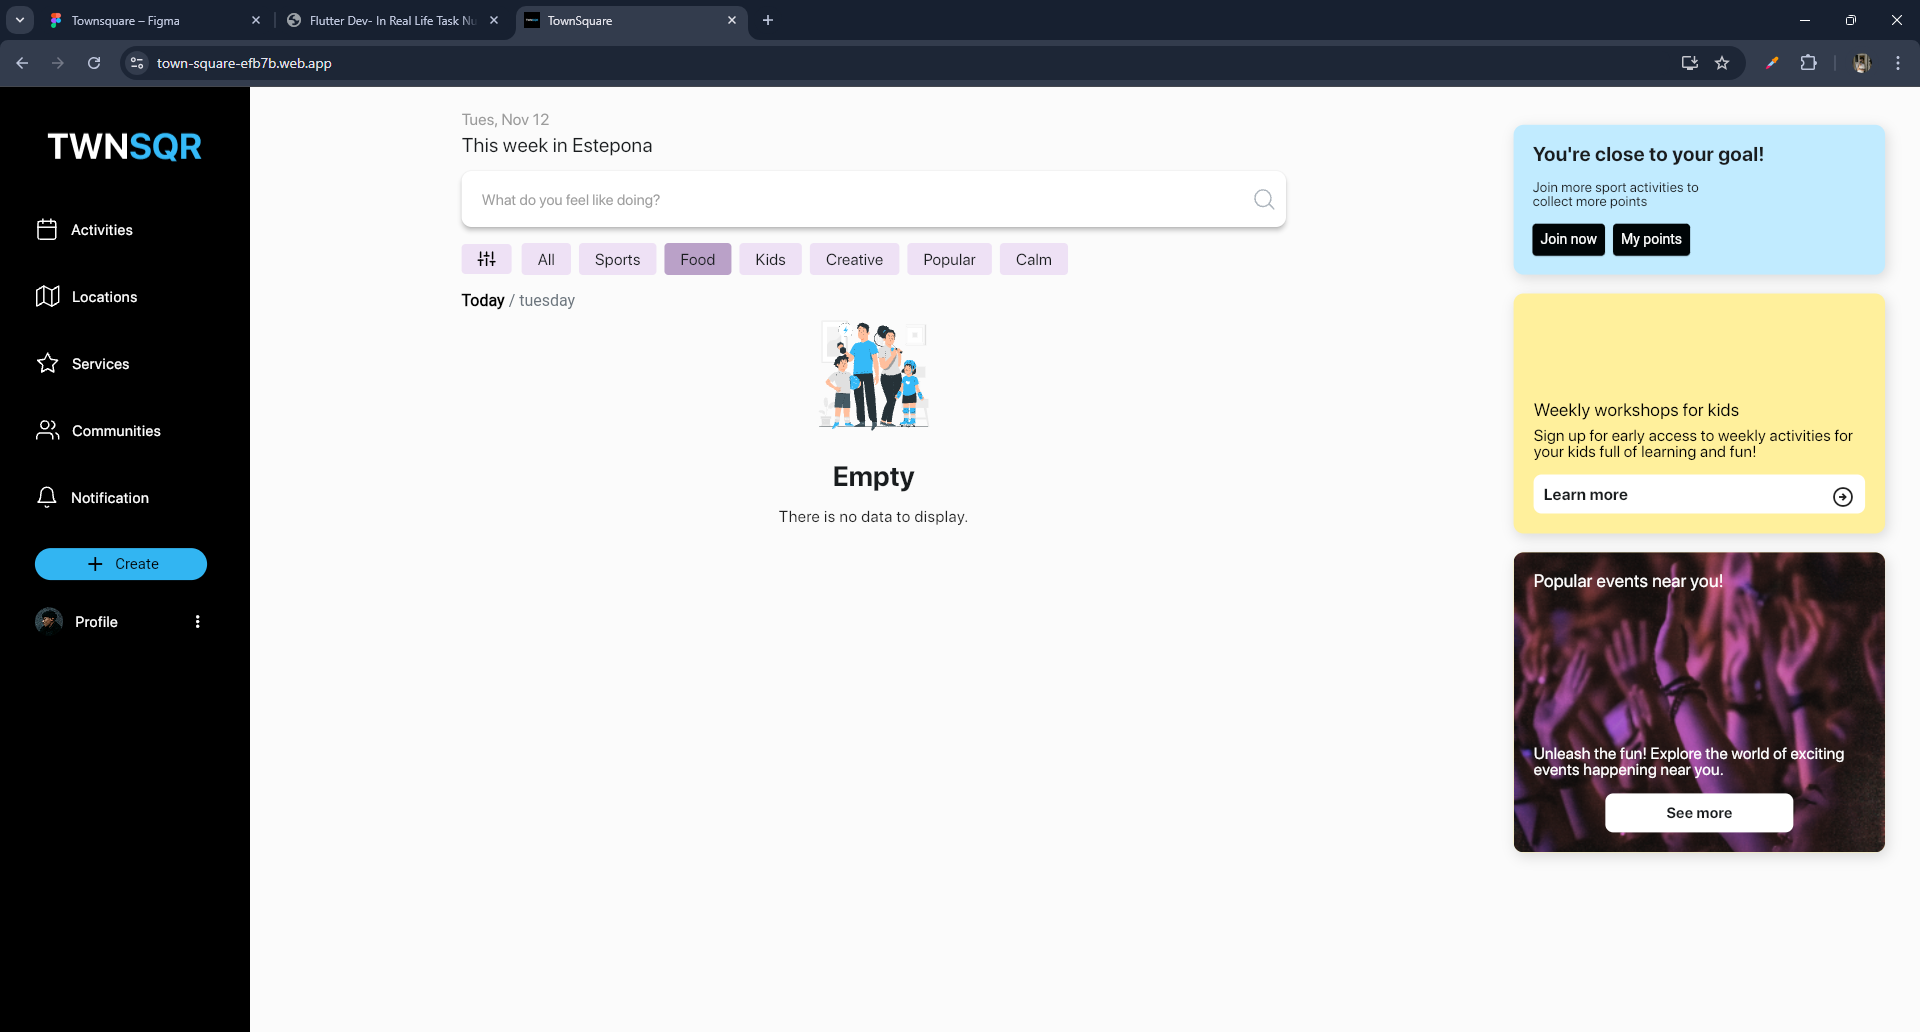 Townsquare – Figma
Flutter Dev- In Real Life Task Nu
TownSquare
town-square-efb7b.web.app
TWNSQR
Activities
Locations
Services
Communities
Notification
Create
Profile
Tues, Nov 12
This week in Estepona
What do you feel like doing?
All Sports Food Kids Creative Popular Calm
Today / tuesday
Empty
There is no data to display.
You're close to your goal!
Join more sport activities to
collect more points
Join now My points
Weekly workshops for kids
Sign up for early access to weekly activities for
your kids full of learning and fun!
Learn more
Popular events near you!
Unleash the fun! Explore the world of exciting
events happening near you.
See more